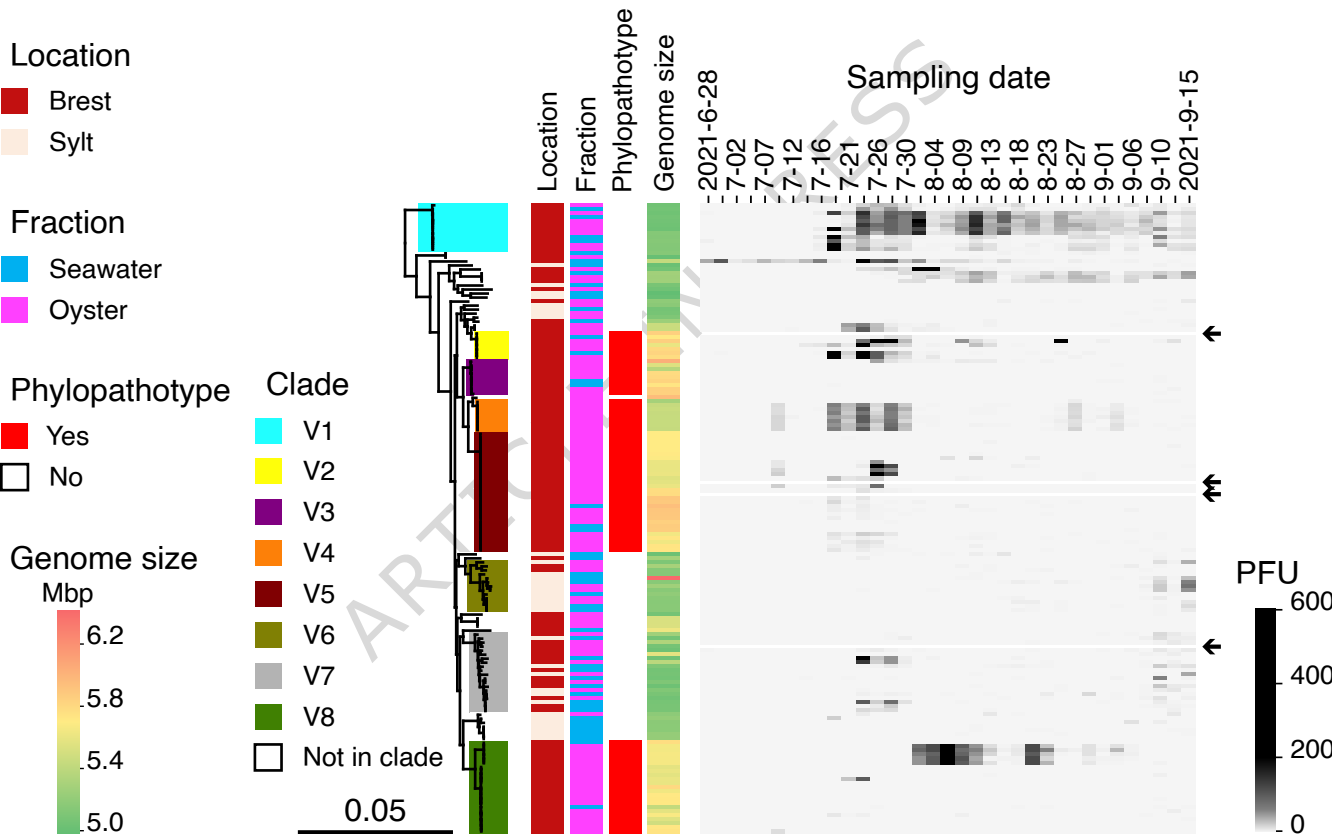 Location
Brest
Sylt
Fraction
Seawater
Oyster
Phylopathotype
Yes
No
Genome size
Mbp
6.2
5.8
5.4
5.0
Clade
V1
V2
V3
V4
V5
V6
V7
V8
Not in clade
0.05
Location
Fraction
Phylopathotype
Genome size
Sampling date
2021-6-28
7-02
7-07
7-12
7-16
7-21
7-26
7-30
8-04
8-09
8-13
8-18
8-23
8-27
9-01
9-06
9-10
2021-9-15
PFU
600
400
200
0